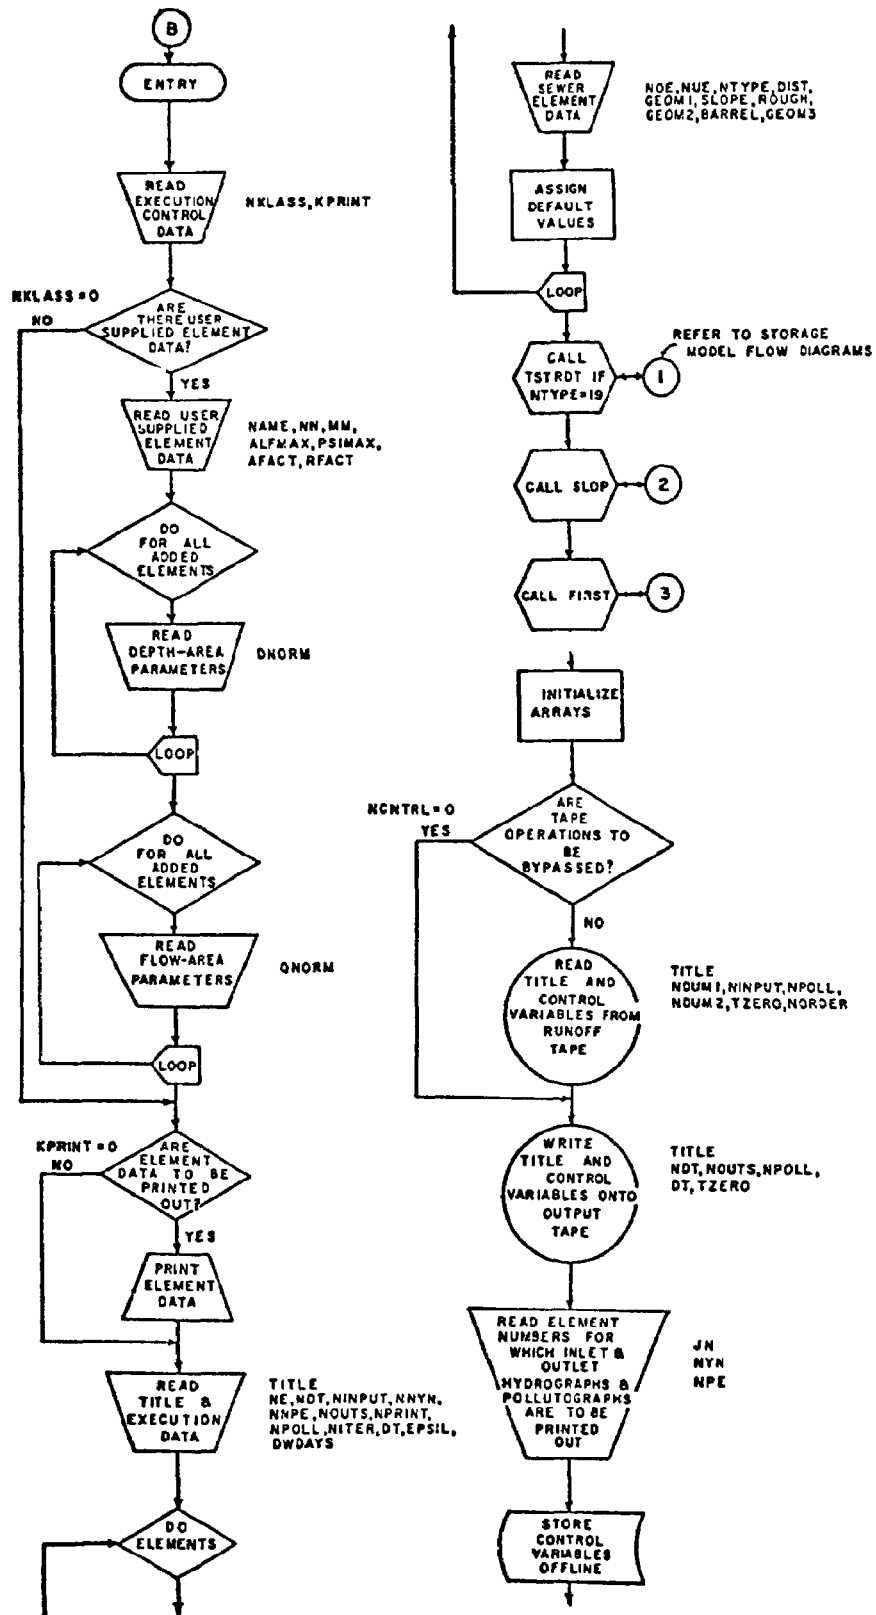 B
ENTRY
READ
EXECUTION
CONTROL
DATA
NKLASS,KPRINT
NKLASS=0
NO
ARE
THERE USER
SUPPLIED ELEMENT
DATA?
YES
READ USER
SUPPLIED
ELEMENT
DATA
NAME,NN,MM,
ALFMAX,PSIMAX,
AFACT,RFACT
DO
FOR ALL
ADDED
ELEMENTS
READ
DEPTH-AREA
PARAMETERS
DNORM
LOOP
DO
FOR ALL
ADDED
ELEMENTS
READ
FLOW-AREA
PARAMETERS
QNORM
LOOP
KPRINT=0
NO
ARE
ELEMENT
DATA TO BE
PRINTED
OUT?
YES
PRINT
ELEMENT
DATA
READ
TITLE &
EXECUTION
DATA
TITLE
NE,NDT,NINPUT,NNYN,
NNPE,NOUTS,NPRINT,
NPOLL,NITER,DT,EPSIL,
DWDAYS
DO
ELEMENTS
READ
SEWER
ELEMENT
DATA
NOE,NUE,NTYPE,DIST,
GEOM1,SLOPE,ROUGH,
GEOM2,BARREL,GEOM3
ASSIGN
DEFAULT
VALUES
LOOP
REFER TO STORAGE
MODEL FLOW DIAGRAMS
CALL
TSTRDT IF
NTYPE=19
1
CALL SLOP
2
CALL FIRST
3
INITIALIZE
ARRAYS
NCNTRL=0
YES
ARE
TAPE
OPERATIONS TO
BE
BYPASSED?
NO
READ
TITLE AND
CONTROL
VARIABLES FROM
RUNOFF
TAPE
TITLE
NDUM1,NINPUT,NPOLL,
NDUM2,TZERO,NORDER
WRITE
TITLE AND
CONTROL
VARIABLES ONTO
OUTPUT
TAPE
TITLE
NDT,NOUTS,NPOLL,
DT,TZERO
READ ELEMENT
NUMBERS FOR
WHICH INLET &
OUTLET
HYDROGRAPHS &
POLLUTOGRAPHS
ARE TO BE
PRINTED
OUT
JN
NYN
NPE
STORE
CONTROL
VARIABLES
OFFLINE